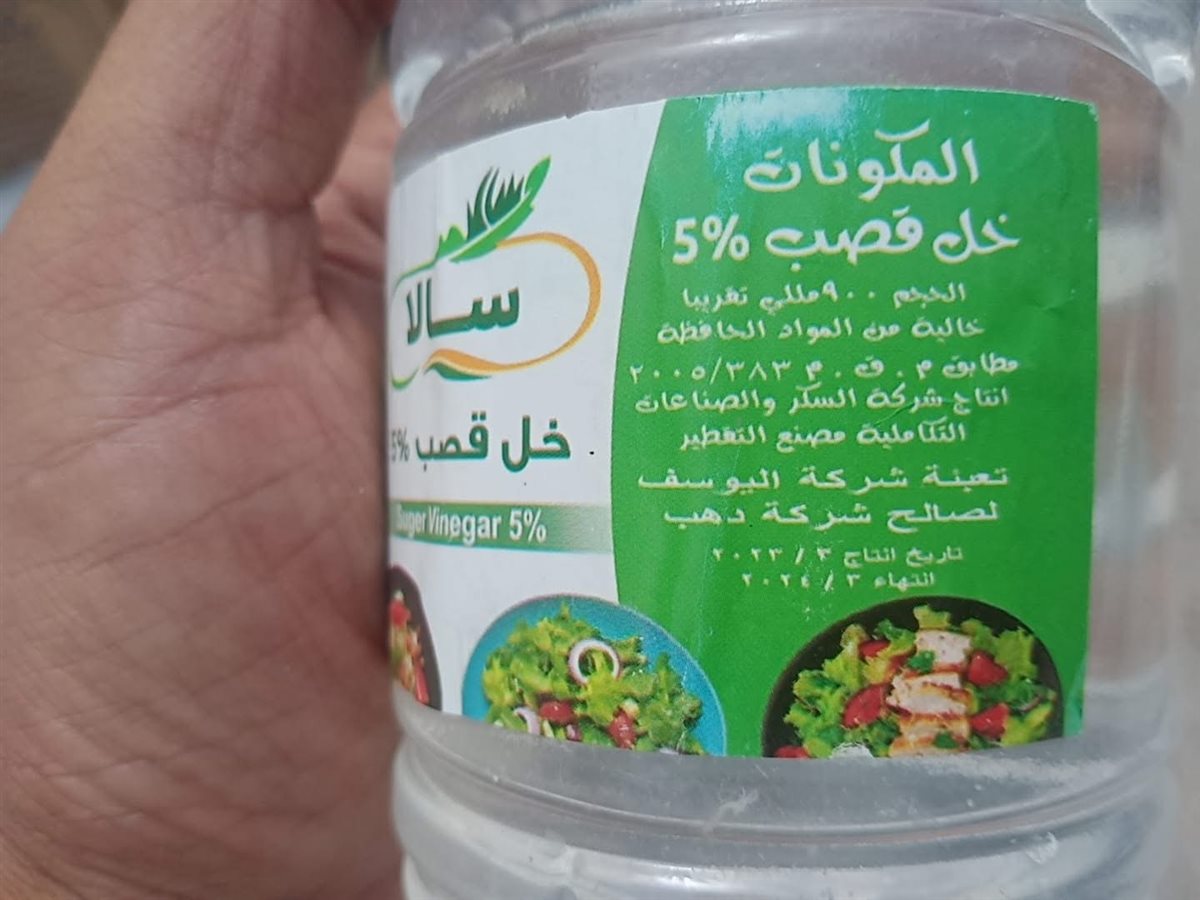 المكونات
خل قصب 5%
الحجم ٩٠٠ مللي تقريبا
خالية من المواد الحافظة
مطابق م . ق . م ٢٠٠٥/٣٨٣
انتاج شركة السكر والصناعات
التكاملية مصنع التقطير
تعبئة شركة اليوسف
لصالح شركة دهب
تاريخ انتاج ٣ / ٢٠٢٣
انتهاء ٣ / ٢٠٢٤
سالا
خل قصب 5%
Suger Vinegar 5%